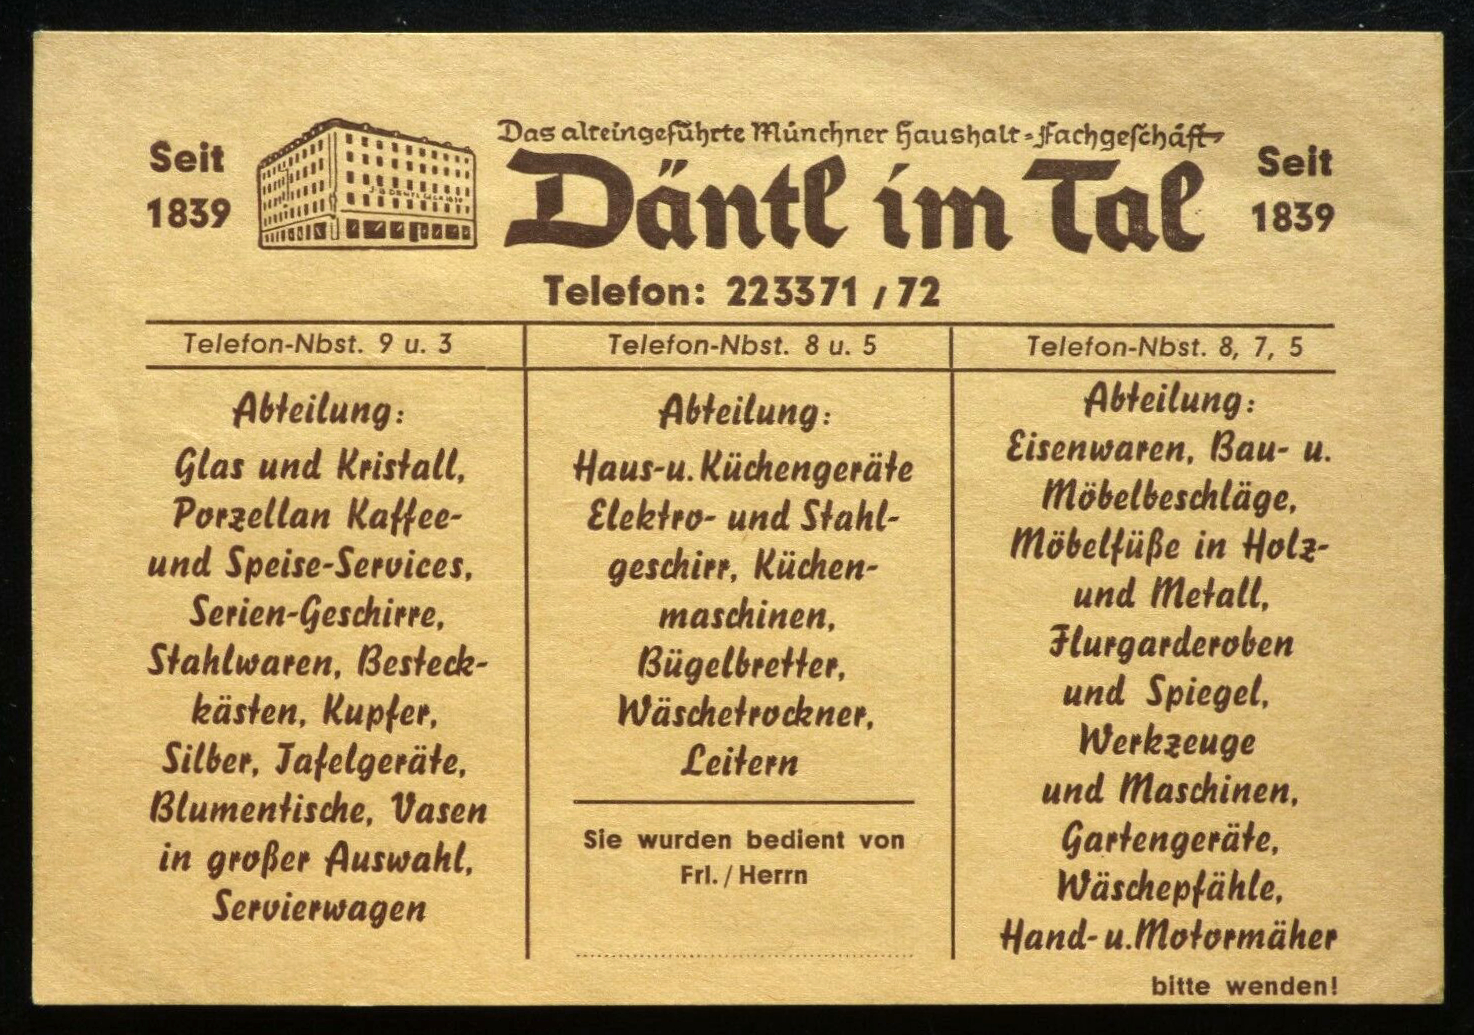 Seit
1839
Das alteingeführte Münchner Haushalt-Fachgeschäft
Däntl im Tal
Seit
1839
Telefon: 223371 / 72
Telefon-Nbst. 9 u. 3
Abteilung:
Glas und Kristall,
Porzellan Kaffee-
und Speise-Services,
Serien-Geschirre,
Stahlwaren, Besteck-
kästen, Kupfer,
Silber, Tafelgeräte,
Blumentische, Vasen
in großer Auswahl,
Servierwagen
Telefon-Nbst. 8 u. 5
Abteilung:
Haus- u. Küchengeräte
Elektro- und Stahl-
geschirr, Küchen-
maschinen,
Bügelbretter,
Wäschetrockner,
Leitern
Sie wurden bedient von
Frl. / Herrn
Telefon-Nbst. 8, 7, 5
Abteilung:
Eisenwaren, Bau- u.
Möbelbeschläge,
Möbelfüße in Holz-
und Metall,
Flurgarderoben
und Spiegel,
Werkzeuge
und Maschinen,
Gartengeräte,
Wäschepfähle,
Hand- u. Motormäher
bitte wenden!